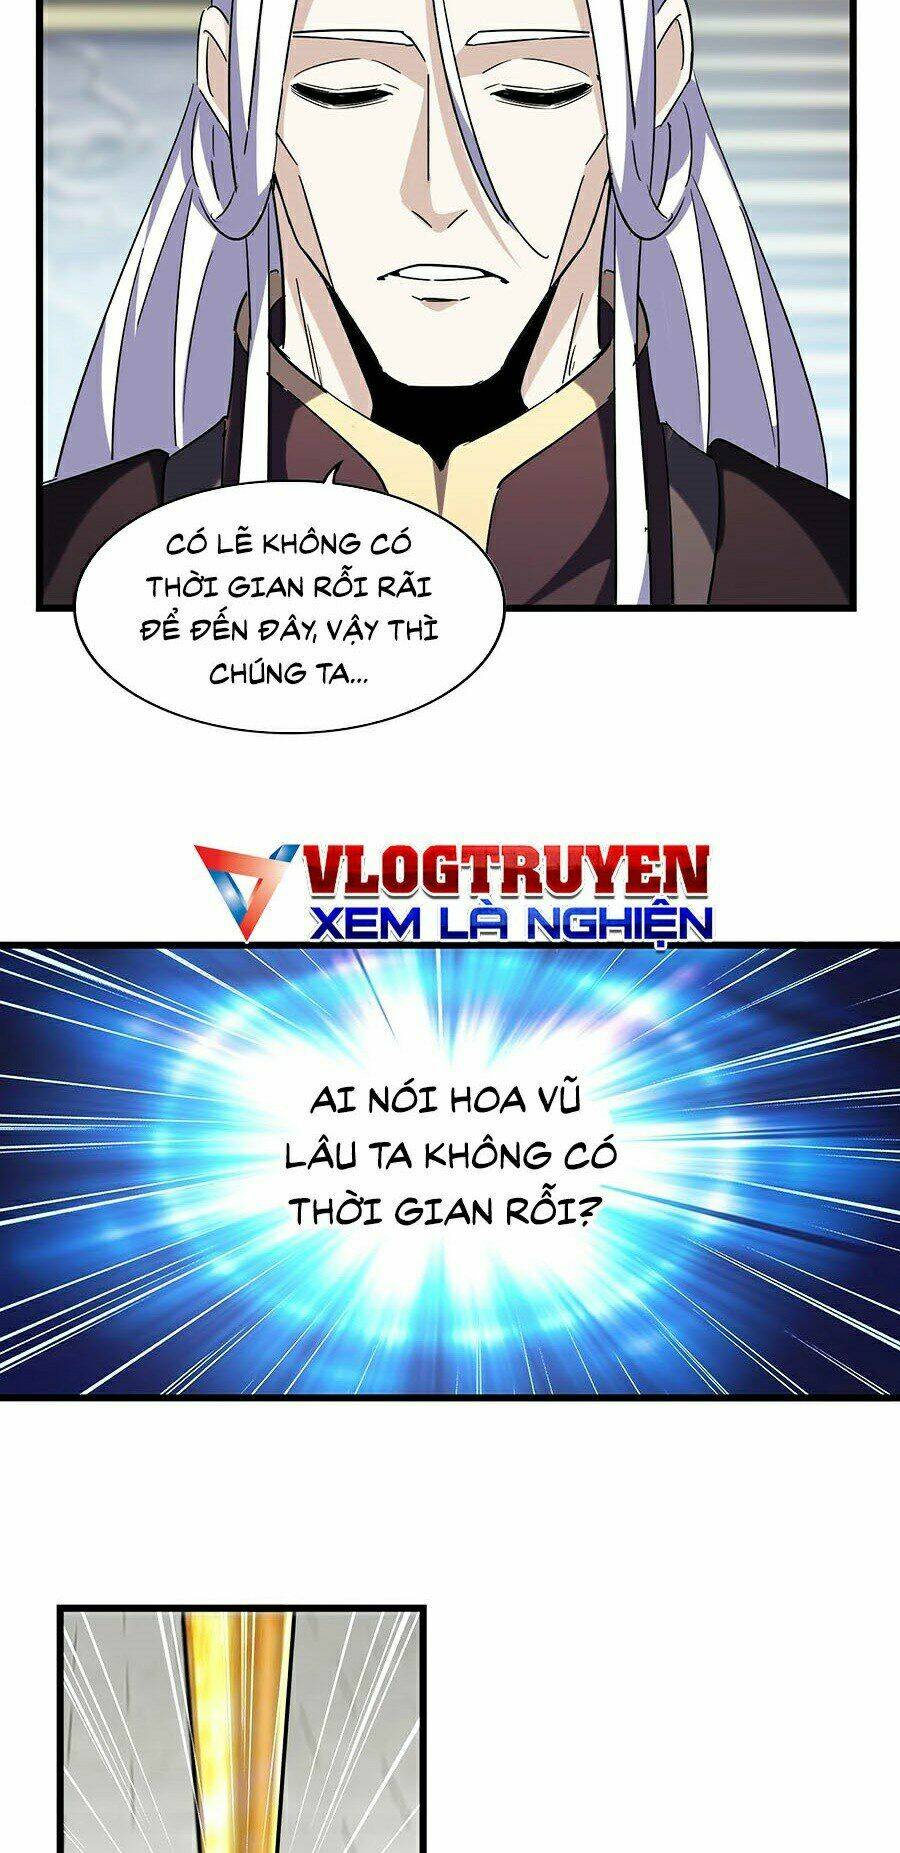 CÓ LẼ KHÔNG CÓ
THỜI GIAN RỖI RÃI
ĐỂ ĐẾN ĐÂY, VẬY THÌ
CHÚNG TA...
VLOGTRUYEN
XEM LÀ NGHIỆN
AI NÓI HOA VŨ
LÂU TA KHÔNG CÓ
THỜI GIAN RỖI?